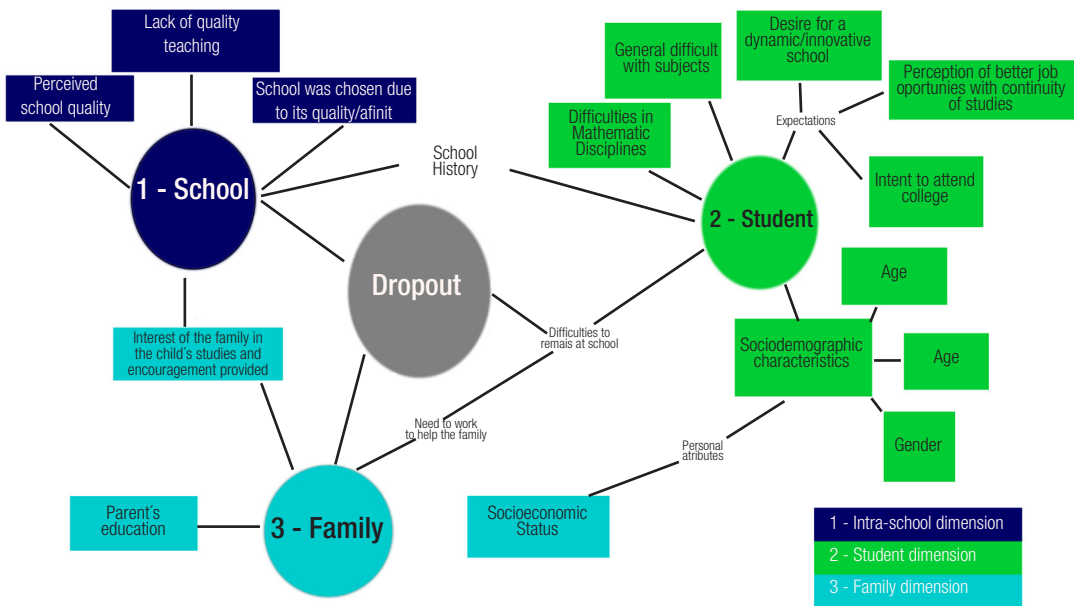 Lack of quality
teaching
Perceived
school quality
School was chosen due
to its quality/afinit
1 - School
School
History
General difficult
with subjects
Desire for a
dynamic/innovative
school
Perception of better job
oportunies with continuity
of studies
Difficulties in
Mathematic
Disciplines
Expectations
Intent to attend
college
2 - Student
Dropout
Age
Interest of the family in
the child´s studies and
encouragement provided
Difficulties to
remais at school
Sociodemographic
characteristics
Age
Need to work
to help the family
Personal
atributes
Gender
Parent´s
education
3 - Family
Socioeconomic
Status
1 - Intra-school dimension
2 - Student dimension
3 - Family dimension